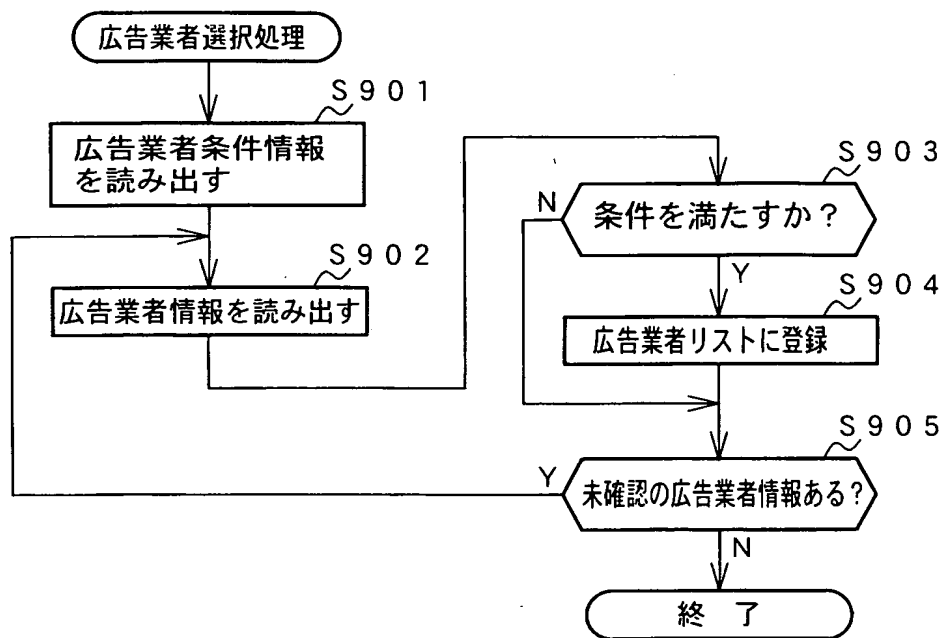 広告業者選択処理
S901
広告業者条件情報
を読み出す
S902
広告業者情報を読み出す
S903
条件を満たすか？
N
Y
S904
広告業者リストに登録
S905
未確認の広告業者情報ある？
Y
N
終 了